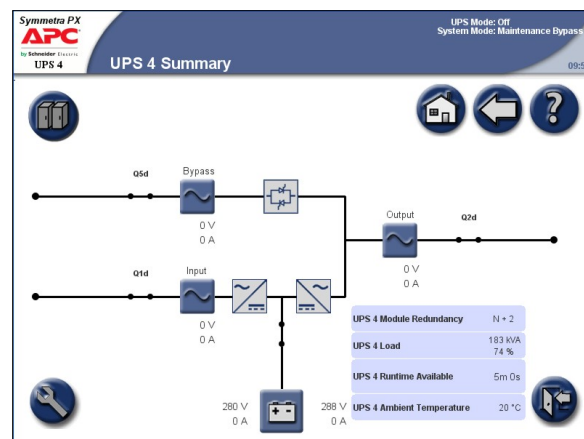 Symmetra PX
APC
by Schneider Electric
UPS 4
UPS 4 Summary
UPS Mode: Off
System Mode: Maintenance Bypass
09:5
Q5d
Bypass
0 V
0 A
Output
Q2d
0 V
0 A
Q1d
Input
0 V
0 A
280 V
0 A
288 V
0 A
UPS 4 Module Redundancy N + 2
UPS 4 Load 183 kVA
74 %
UPS 4 Runtime Available 5m 0s
UPS 4 Ambient Temperature 20 °C